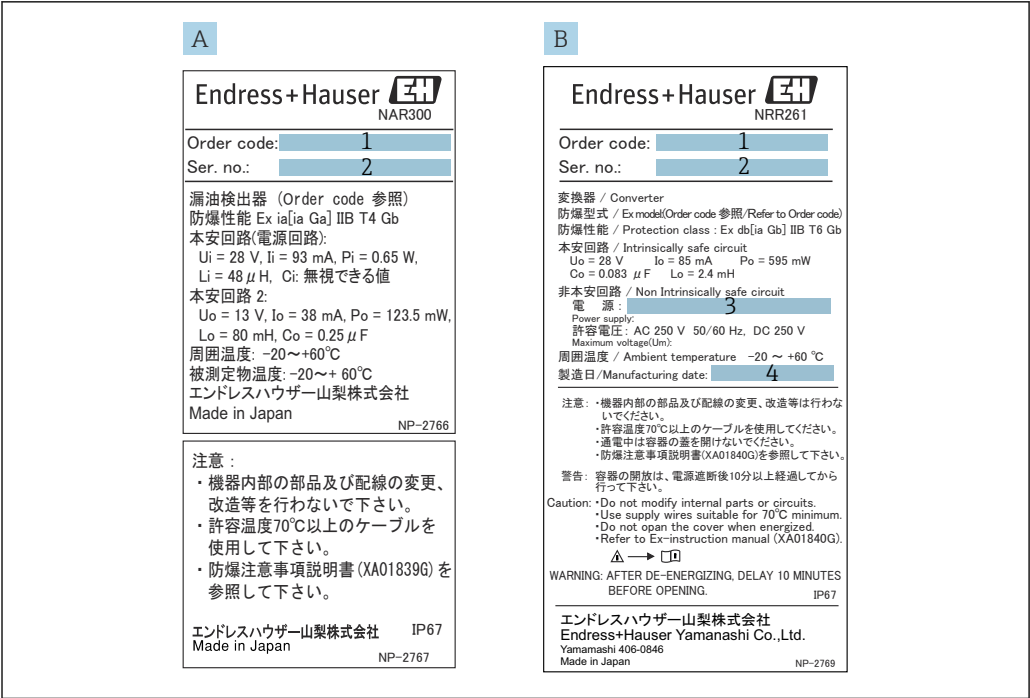 A
Endress+Hauser EH
NAR300
Order code: 1
Ser. no.: 2
漏油検出器 (Order code 参照)
防爆性能 Ex ia[ia Ga] IIB T4 Gb
本安回路(電源回路):
Ui = 28 V, Ii = 93 mA, Pi = 0.65 W,
Li = 48 μ H, Ci: 無視できる値
本安回路 2:
Uo = 13 V, Io = 38 mA, Po = 123.5 mW,
Lo = 80 mH, Co = 0.25 μ F
周囲温度: -20～+60℃
被測定物温度: -20～+ 60℃
エンドレスハウザー山梨株式会社
Made in Japan
NP-2766
注意 :
・機器内部の部品及び配線の変更、
改造等を行わないで下さい。
・許容温度70℃以上のケーブルを
使用して下さい。
・防爆注意事項説明書(XA01839G)を
参照して下さい。
エンドレスハウザー山梨株式会社 IP67
Made in Japan
NP-2767
B
Endress+Hauser EH
NRR261
Order code: 1
Ser. no.: 2
変換器 / Converter
防爆型式 / Ex model(Order code 参照/Refer to Order code)
防爆性能 / Protection class : Ex db[ia Gb] IIB T6 Gb
本安回路 / Intrinsically safe circuit
Uo = 28 V Io = 85 mA Po = 595 mW
Co = 0.083 μ F Lo = 2.4 mH
非本安回路 / Non Intrinsically safe circuit
電 源 : 3
Power supply:
許容電圧 : AC 250 V 50/60 Hz, DC 250 V
Maximum voltage(Um):
周囲温度 / Ambient temperature -20 ～ +60 ℃
製造日/Manufacturing date: 4
注意: ・機器内部の部品及び配線の変更、改造等は行わな
いでください。
・許容温度70℃以上のケーブルを使用してください。
・通電中は容器の蓋を開けないでください。
・防爆注意事項説明書(XA01840G)を参照して下さい。
警告: 容器の開放は、電源遮断後10分以上経過してから
行って下さい。
Caution: ・Do not modify internal parts or circuits.
・Use supply wires suitable for 70℃ minimum.
・Do not opan the cover when energized.
・Refer to Ex-instruction manual (XA01840G).
WARNING: AFTER DE-ENERGIZING, DELAY 10 MINUTES
BEFORE OPENING. IP67
エンドレスハウザー山梨株式会社
Endress+Hauser Yamanashi Co.,Ltd.
Yamamashi 406-0846
Made in Japan NP-2769